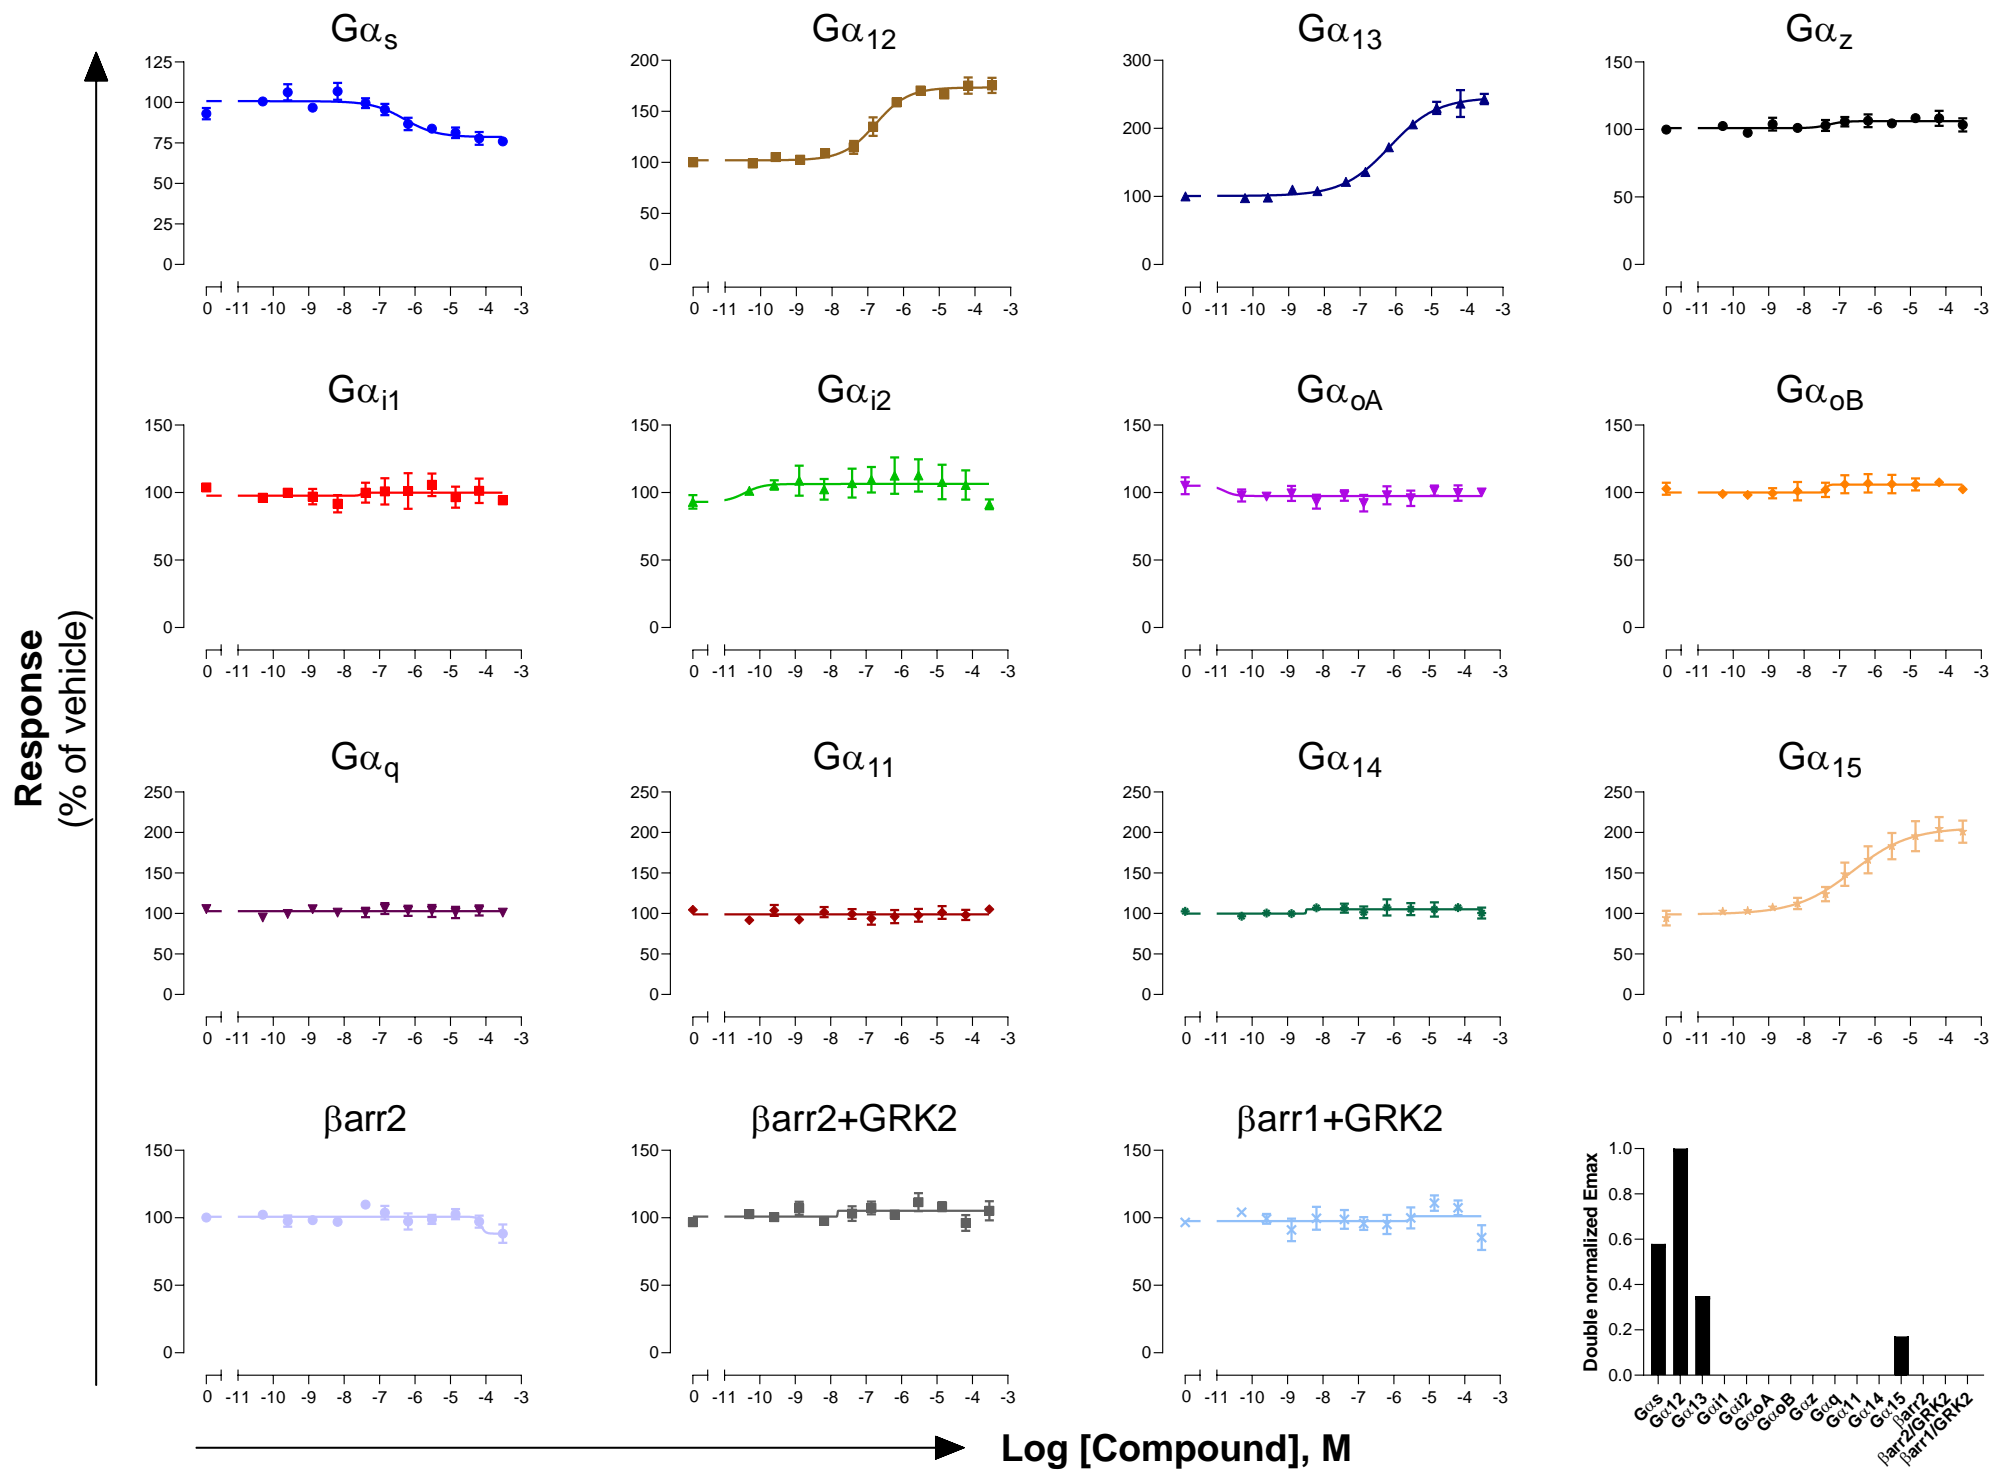 Gαs Gα12 Gα13 Gαz
125 200 300 150
100 150 200 100
75 100 100 50
50 50 0 0
25 0
0
0 -11 -10 -9 -8 -7 -6 -5 -4 -3 0 -11 -10 -9 -8 -7 -6 -5 -4 -3 0 -11 -10 -9 -8 -7 -6 -5 -4 -3 0 -11 -10 -9 -8 -7 -6 -5 -4 -3
Gαi1 Gαi2 GαoA GαoB
150 150 150 150
100 100 100 100
50 50 50 50
0 0 0 0
0 -11 -10 -9 -8 -7 -6 -5 -4 -3 0 -11 -10 -9 -8 -7 -6 -5 -4 -3 0 -11 -10 -9 -8 -7 -6 -5 -4 -3 0 -11 -10 -9 -8 -7 -6 -5 -4 -3
Response
(% of vehicle)
Gαq Gα11 Gα14 Gα15
250 250 250 250
200 200 200 200
150 150 150 150
100 100 100 100
50 50 50 50
0 0 0 0
0 -11 -10 -9 -8 -7 -6 -5 -4 -3 0 -11 -10 -9 -8 -7 -6 -5 -4 -3 0 -11 -10 -9 -8 -7 -6 -5 -4 -3 0 -11 -10 -9 -8 -7 -6 -5 -4 -3
βarr2 βarr2+GRK2 βarr1+GRK2
150 150 150
100 100 100
50 50 50
0 0 0
0 -11 -10 -9 -8 -7 -6 -5 -4 -3 0 -11 -10 -9 -8 -7 -6 -5 -4 -3 0 -11 -10 -9 -8 -7 -6 -5 -4 -3
Double normalized Emax
1.0
0.8
0.6
0.4
0.2
0.0
Gαs
Gα12
Gα13
Gαi1
Gαi2
GαoA
GαoB
Gαz
Gαq
Gα11
Gα14
Gα15
βarr2
βarr2/GRK2
βarr1/GRK2
Log [Compound], M